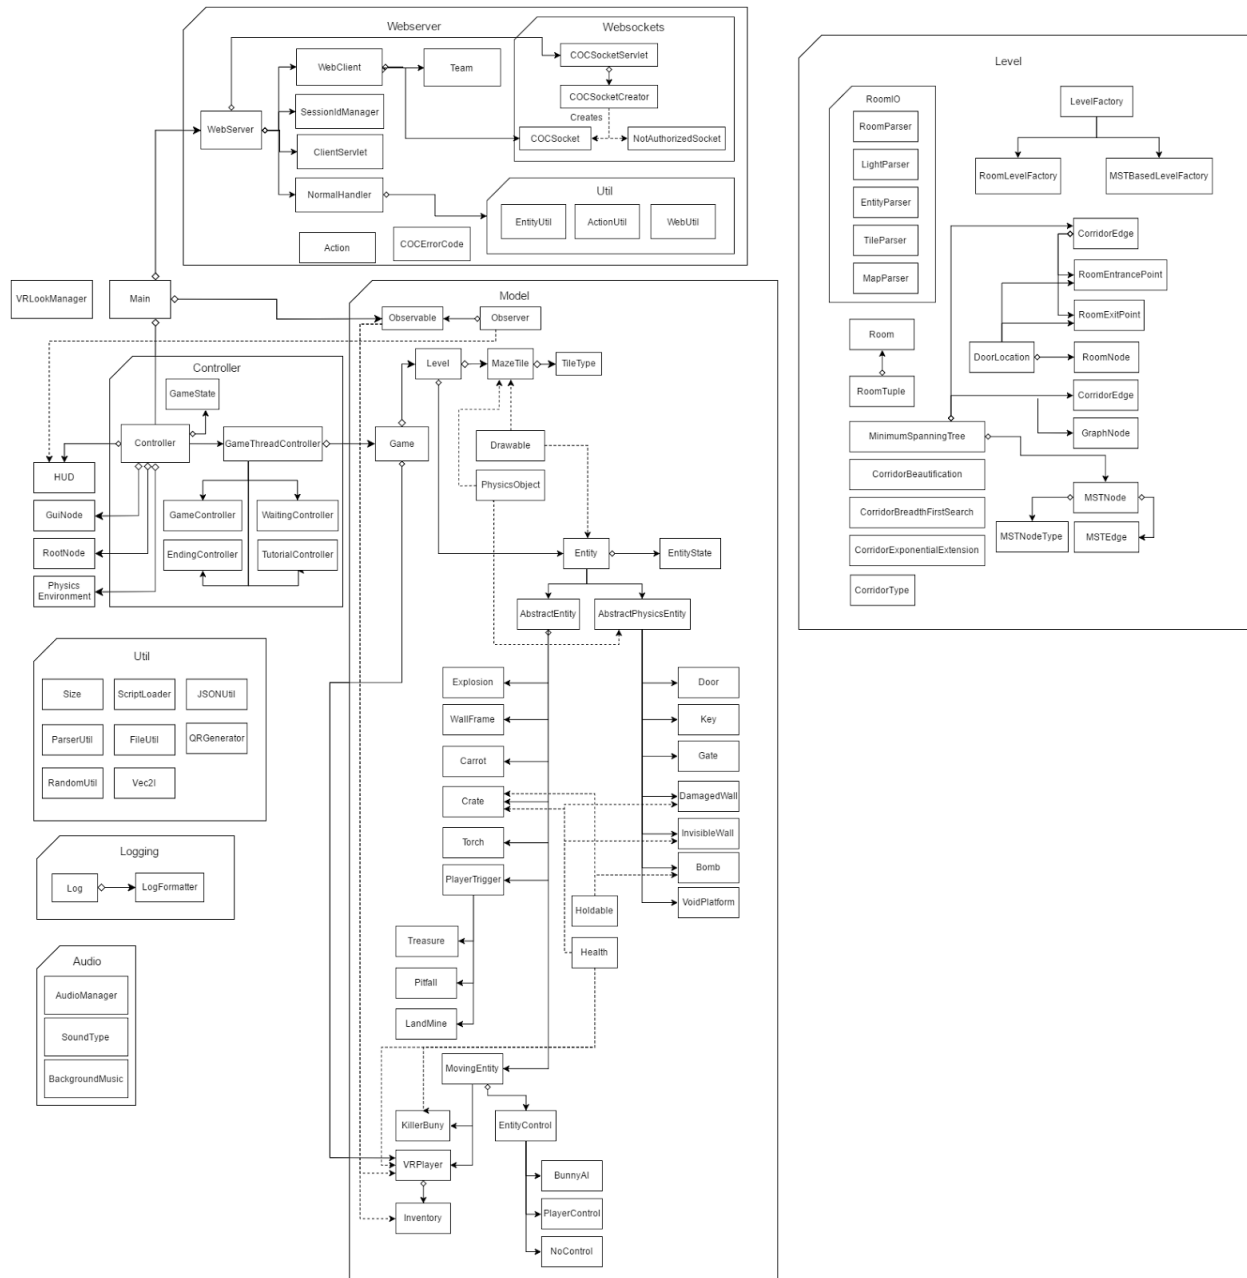 Webserver
Websockets
WebClient
Team
COCSocketServlet
SessionIdManager
COCSocketCreator
Creates
WebServer
ClientServlet
COCSocket
NotAuthorizedSocket
NormalHandler
Util
EntityUtil
ActionUtil
WebUtil
Action
COCErrorCode
VRLookManager
Main
Controller
GameState
Controller
GameThreadController
HUD
GuiNode
GameController
WaitingController
RootNode
EndingController
TutorialController
Physics
Environment
Model
Observable
Observer
Level
MazeTile
TileType
Game
Drawable
PhysicsObject
Entity
EntityState
AbstractEntity
AbstractPhysicsEntity
Explosion
Door
WallFrame
Key
Carrot
Gate
Crate
DamagedWall
Torch
InvisibleWall
PlayerTrigger
Bomb
Holdable
VoidPlatform
Treasure
Health
Pitfall
LandMine
MovingEntity
KillerBuny
EntityControl
VRPlayer
BunnyAI
Inventory
PlayerControl
NoControl
Util
Size
ScriptLoader
JSONUtil
ParserUtil
FileUtil
QRGenerator
RandomUtil
Vec2I
Logging
Log
LogFormatter
Audio
AudioManager
SoundType
BackgroundMusic
Level
RoomIO
RoomParser
LightParser
EntityParser
TileParser
MapParser
LevelFactory
RoomLevelFactory
MSTBasedLevelFactory
CorridorEdge
RoomEntrancePoint
RoomExitPoint
Room
DoorLocation
RoomNode
RoomTuple
CorridorEdge
MinimumSpanningTree
GraphNode
CorridorBeautification
MSTNode
CorridorBreadthFirstSearch
MSTNodeType
MSTEdge
CorridorExponentialExtension
CorridorType